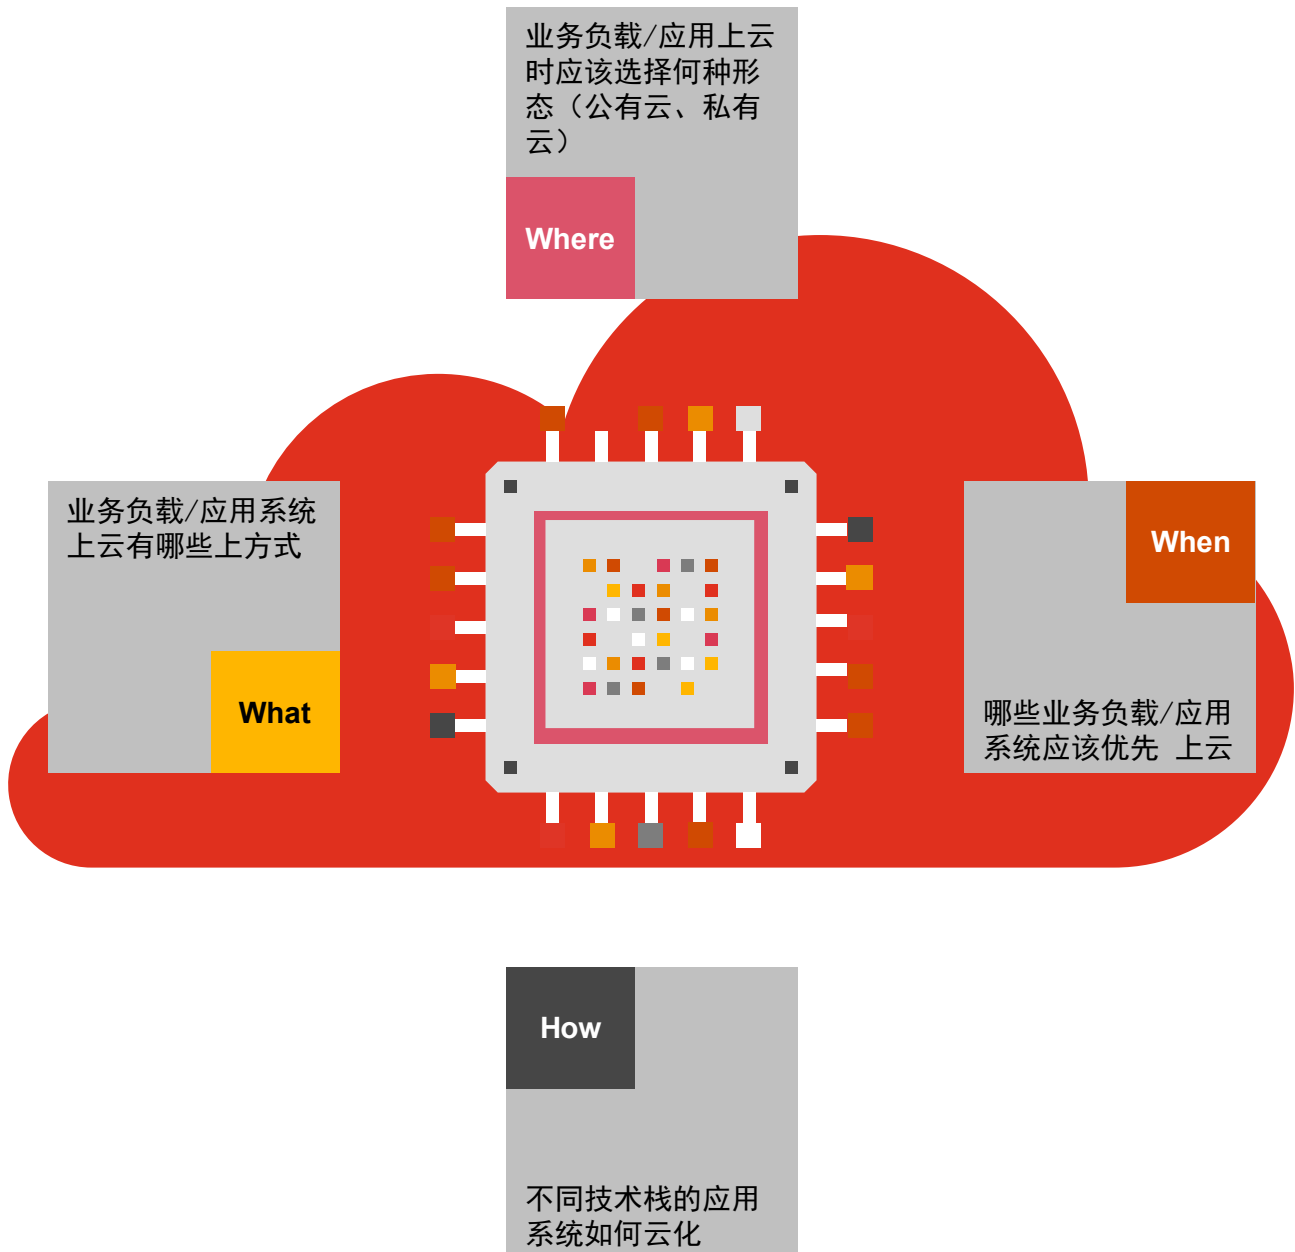 业务负载/应用上云
时应该选择何种形
态（公有云、私有
云）
Where
业务负载/应用系统
上云有哪些上方式
What
When
哪些业务负载/应用
系统应该优先 上云
How
不同技术栈的应用
系统如何云化